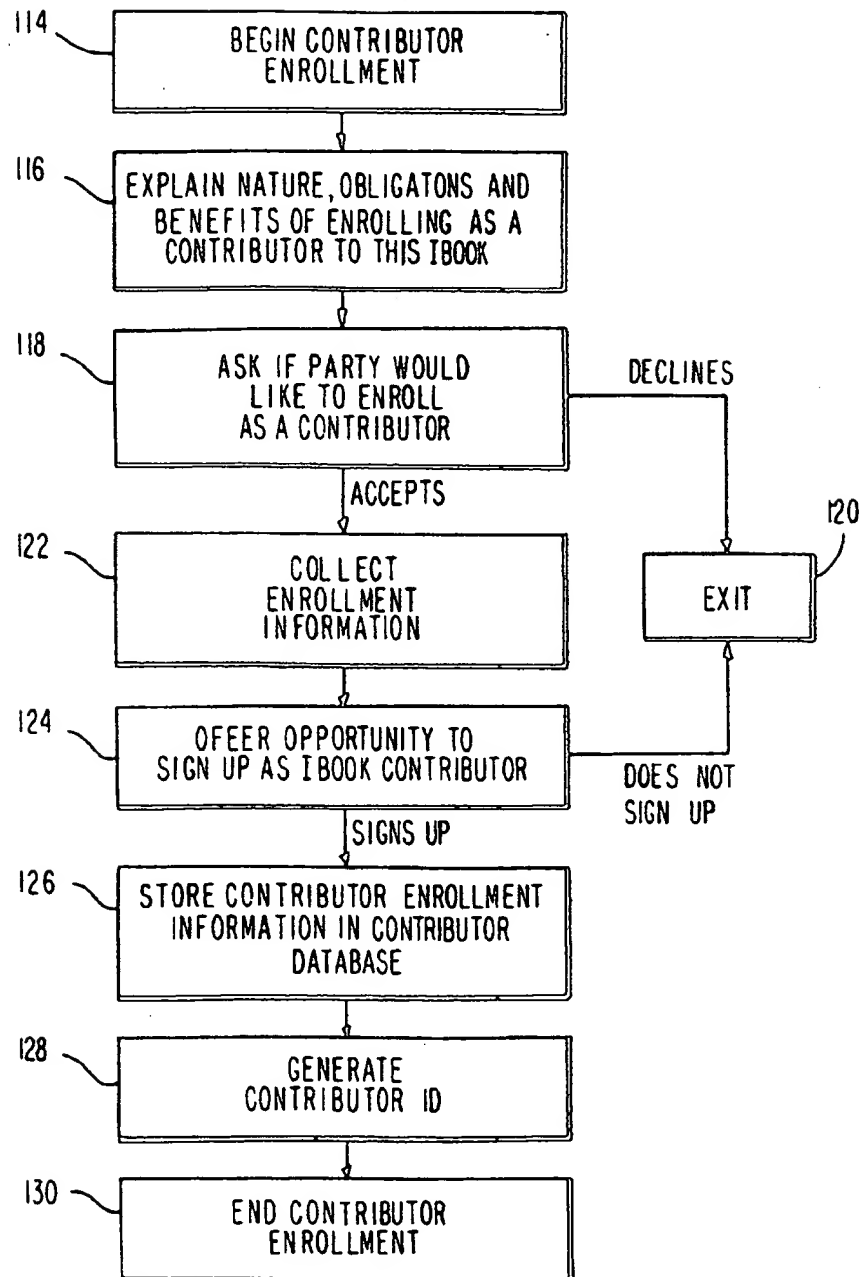 114
BEGIN CONTRIBUTOR
ENROLLMENT
116
EXPLAIN NATURE, OBLIGATONS AND
BENEFITS OF ENROLLING AS A
CONTRIBUTOR TO THIS IBOOK
118
ASK IF PARTY WOULD
LIKE TO ENROLL
AS A CONTRIBUTOR
DECLINES
ACCEPTS
120
EXIT
122
COLLECT
ENROLLMENT
INFORMATION
124
OFEER OPPORTUNITY TO
SIGN UP AS IBOOK CONTRIBUTOR
DOES NOT
SIGN UP
SIGNS UP
126
STORE CONTRIBUTOR ENROLLMENT
INFORMATION IN CONTRIBUTOR
DATABASE
128
GENERATE
CONTRIBUTOR ID
130
END CONTRIBUTOR
ENROLLMENT